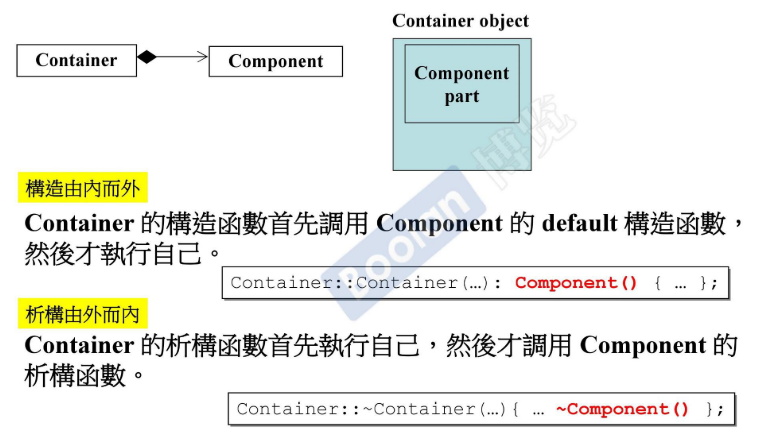 Container object
Container
Component
Component
part
構造由內而外
Container 的構造函數首先調用 Component 的 default 構造函數，
然後才執行自己。
Container::Container(…): Component() { … };
析構由外而內
Container 的析構函數首先執行自己，然後才調用 Component 的
析構函數。
Container::~Container(…){ … ~Component() };
Boolan 博览